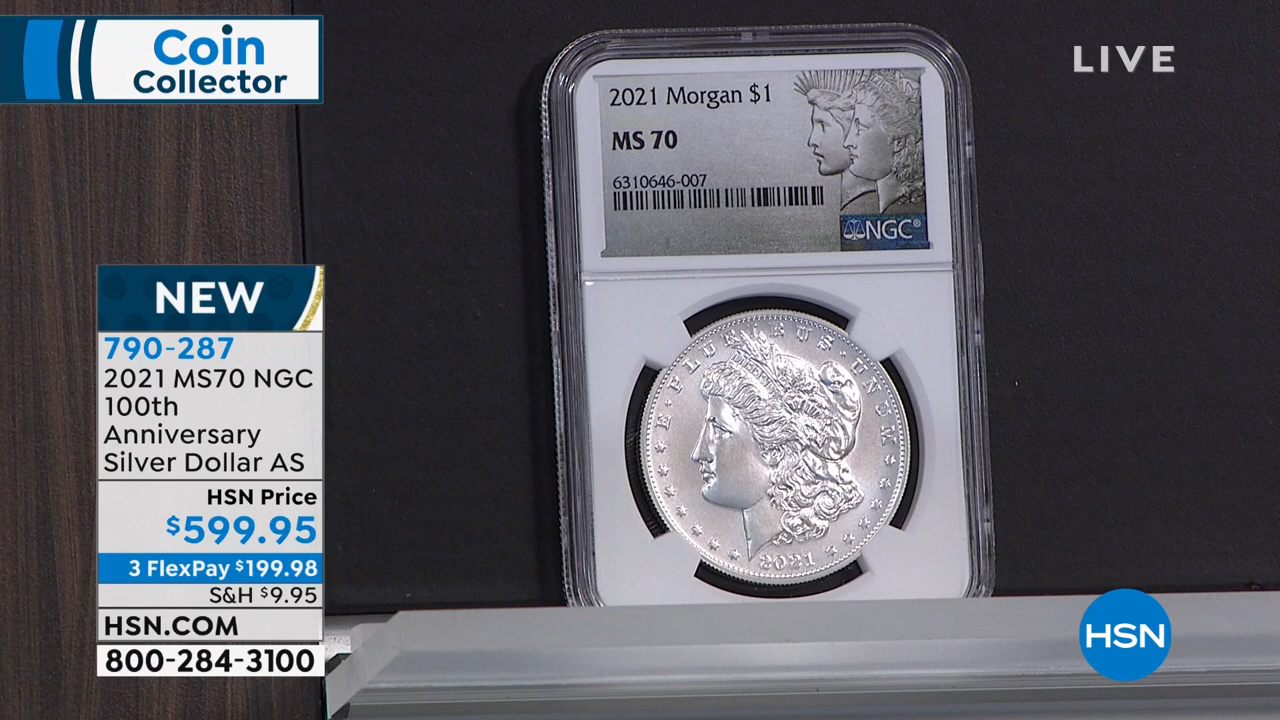 Coin
Collector
LIVE
2021 Morgan $1
MS 70
6310646-007
NGC®
E · PLURIBUS · UNUM
2021
NEW
790-287
2021 MS70 NGC
100th
Anniversary
Silver Dollar AS
HSN Price
$599.95
3 FlexPay $199.98
S&H $9.95
HSN.COM
800-284-3100
HSN